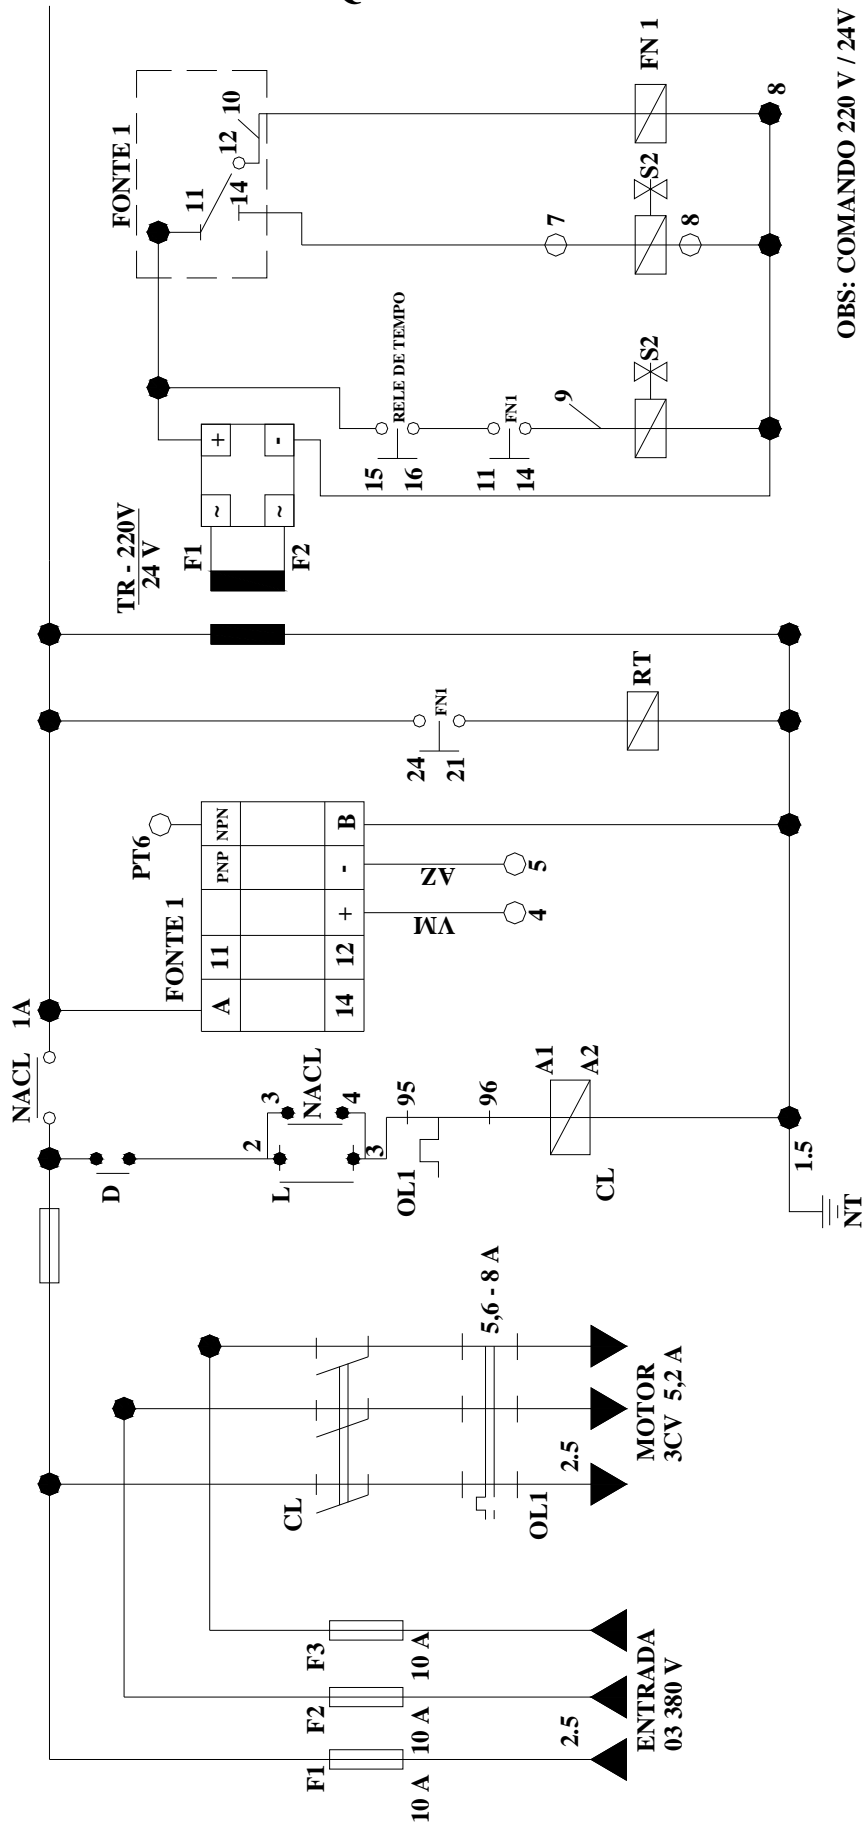 F1
10 A
F2
10 A
F3
10 A
2.5
ENTRADA
03 380 V
CL
OL1
5,6 - 8 A
2.5
MOTOR
3CV 5,2 A
D
L
2
3
3
NACL
4
OL1
95
96
A1
A2
CL
1.5
NT
NACL
1A
FONTE 1
A
11
PNP
NPN
14
12
+
-
B
PT6
VM
AZ
4
5
24
21
FN1
RT
TR - 220V
24 V
F1
F2
~
~
+
-
15
16
RELE DE TEMPO
11
14
FN1
9
S2
FONTE 1
11
12
14
10
7
S2
8
FN 1
8
OBS: COMANDO 220 V / 24V